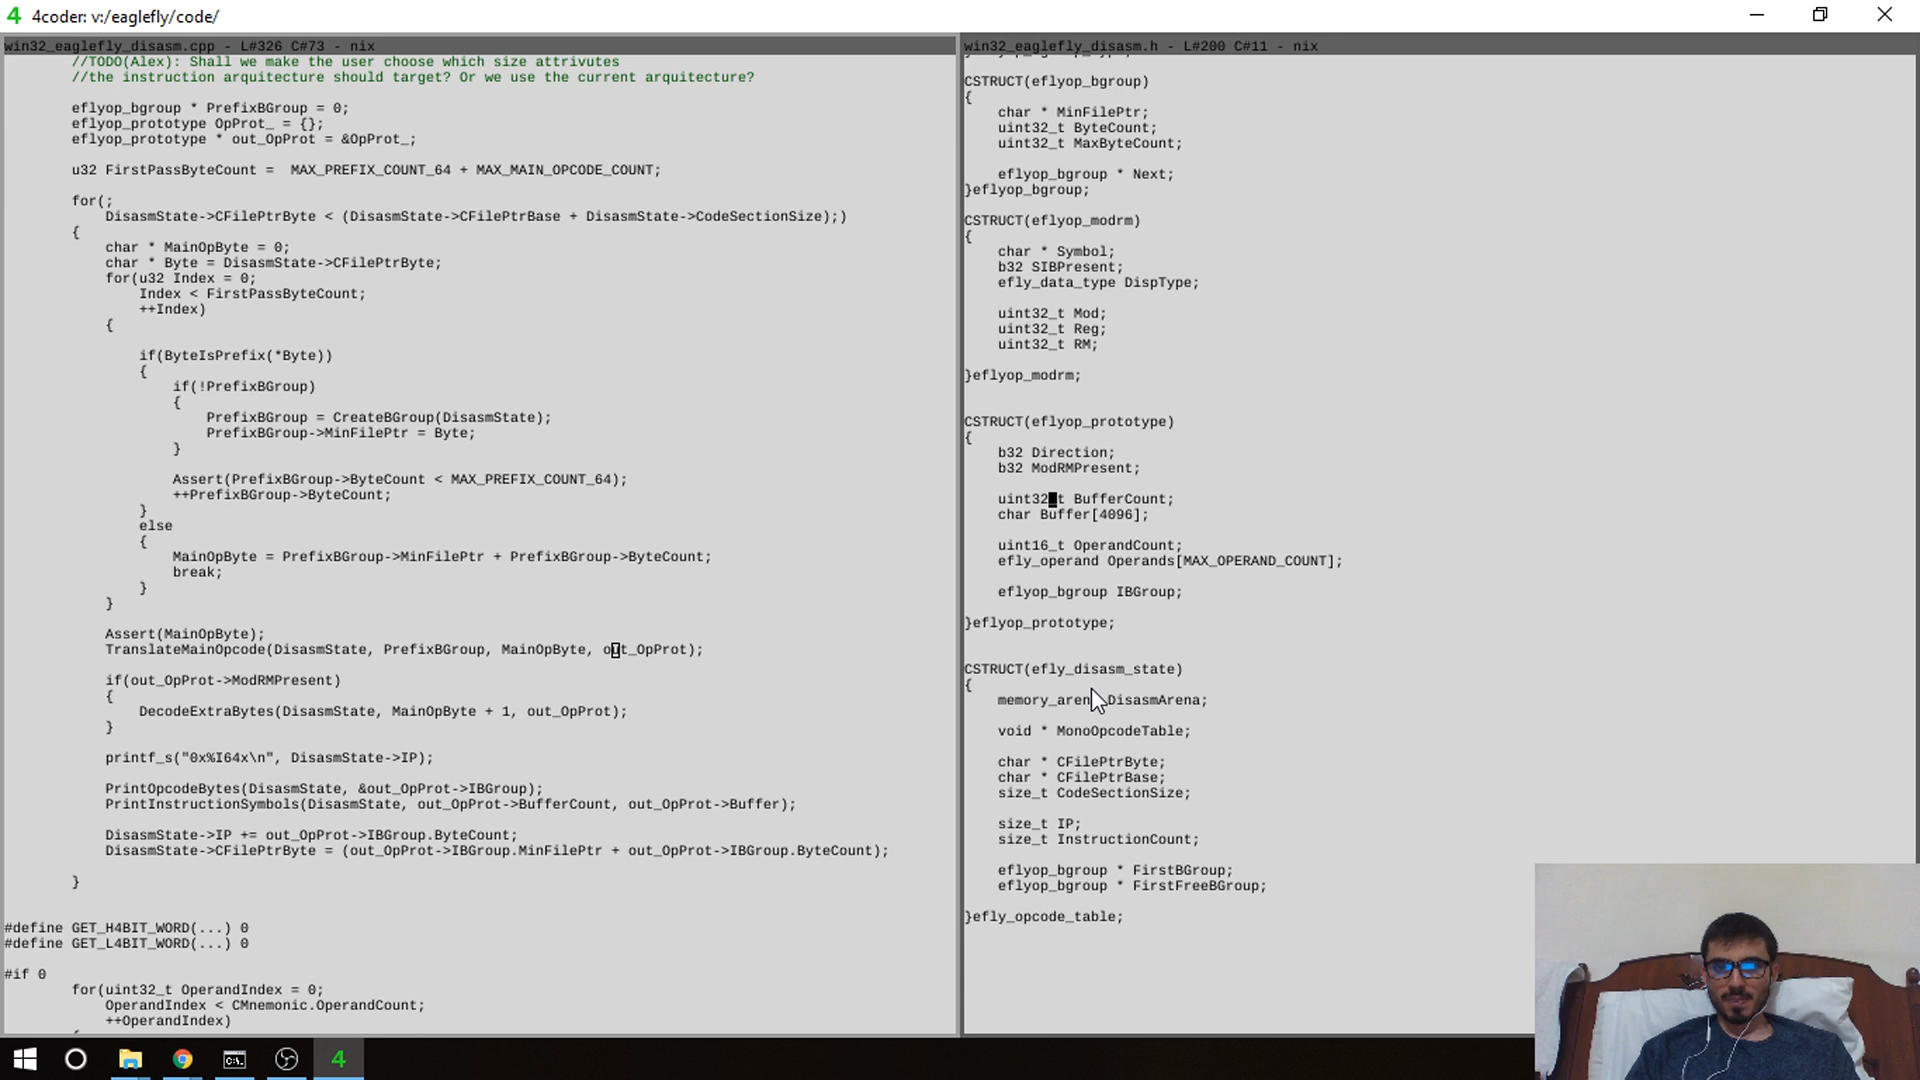 4 4coder: v:/eaglefly/code/
win32_eaglefly_disasm.cpp - L#326 C#73 - nix
//TODO(Alex): Shall we make the user choose which size attrivutes
//the instruction arquitecture should target? Or we use the current arquitecture?
eflyop_bgroup * PrefixBGroup = 0;
eflyop_prototype OpProt_ = {};
eflyop_prototype * out_OpProt = &OpProt_;
u32 FirstPassByteCount =  MAX_PREFIX_COUNT_64 + MAX_MAIN_OPCODE_COUNT;
for(;
DisasmState->CFilePtrByte < (DisasmState->CFilePtrBase + DisasmState->CodeSectionSize);)
{
char * MainOpByte = 0;
char * Byte = DisasmState->CFilePtrByte;
for(u32 Index = 0;
Index < FirstPassByteCount;
++Index)
{
if(ByteIsPrefix(*Byte))
{
if(!PrefixBGroup)
{
PrefixBGroup = CreateBGroup(DisasmState);
PrefixBGroup->MinFilePtr = Byte;
}
Assert(PrefixBGroup->ByteCount < MAX_PREFIX_COUNT_64);
++PrefixBGroup->ByteCount;
}
else
{
MainOpByte = PrefixBGroup->MinFilePtr + PrefixBGroup->ByteCount;
break;
}
}
Assert(MainOpByte);
TranslateMainOpcode(DisasmState, PrefixBGroup, MainOpByte, out_OpProt);
if(out_OpProt->ModRMPresent)
{
DecodeExtraBytes(DisasmState, MainOpByte + 1, out_OpProt);
}
printf_s("0x%I64x\n", DisasmState->IP);
PrintOpcodeBytes(DisasmState, &out_OpProt->IBGroup);
PrintInstructionSymbols(DisasmState, out_OpProt->BufferCount, out_OpProt->Buffer);
DisasmState->IP += out_OpProt->IBGroup.ByteCount;
DisasmState->CFilePtrByte = (out_OpProt->IBGroup.MinFilePtr + out_OpProt->IBGroup.ByteCount);
}
#define GET_H4BIT_WORD(...) 0
#define GET_L4BIT_WORD(...) 0
#if 0
for(uint32_t OperandIndex = 0;
OperandIndex < CMnemonic.OperandCount;
++OperandIndex)
win32_eaglefly_disasm.h - L#200 C#11 - nix
CSTRUCT(eflyop_bgroup)
{
char * MinFilePtr;
uint32_t ByteCount;
uint32_t MaxByteCount;
eflyop_bgroup * Next;
}eflyop_bgroup;
CSTRUCT(eflyop_modrm)
{
char * Symbol;
b32 SIBPresent;
efly_data_type DispType;
uint32_t Mod;
uint32_t Reg;
uint32_t RM;
}eflyop_modrm;
CSTRUCT(eflyop_prototype)
{
b32 Direction;
b32 ModRMPresent;
uint32_t BufferCount;
char Buffer[4096];
uint16_t OperandCount;
efly_operand Operands[MAX_OPERAND_COUNT];
eflyop_bgroup IBGroup;
}eflyop_prototype;
CSTRUCT(efly_disasm_state)
{
memory_arena DisasmArena;
void * MonoOpcodeTable;
char * CFilePtrByte;
char * CFilePtrBase;
size_t CodeSectionSize;
size_t IP;
size_t InstructionCount;
eflyop_bgroup * FirstBGroup;
eflyop_bgroup * FirstFreeBGroup;
}efly_opcode_table;
4